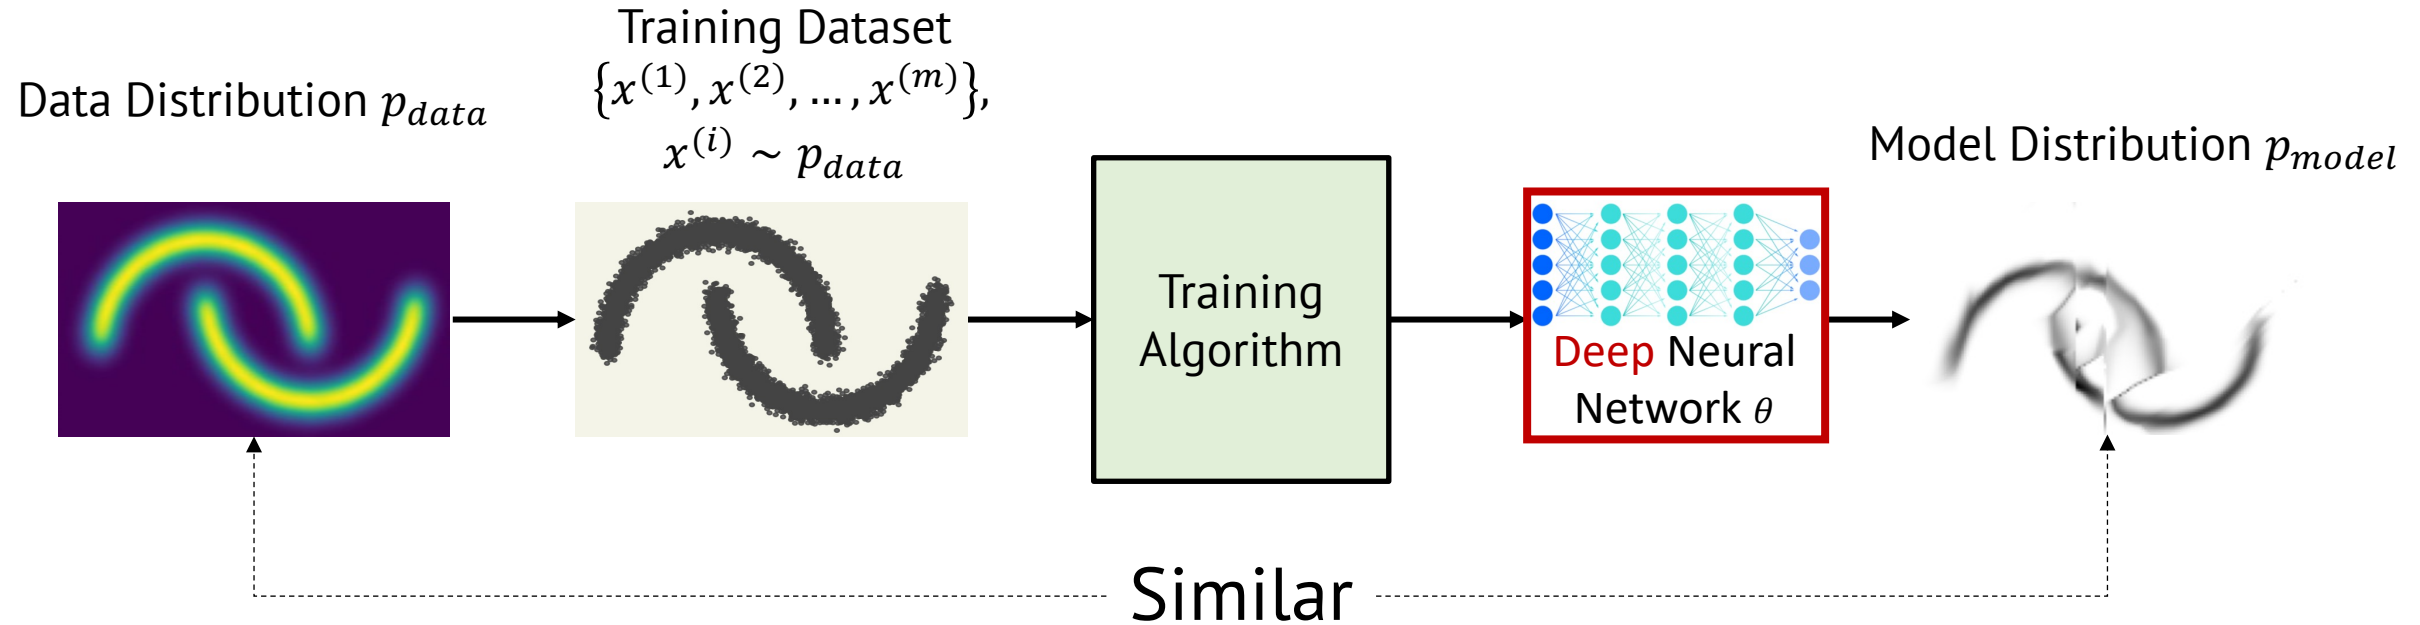 Data Distribution p_data
Training Dataset
{x^(1), x^(2), …, x^(m)},
x^(i) ~ p_data
Training
Algorithm
Deep Neural
Network θ
Model Distribution p_model
Similar